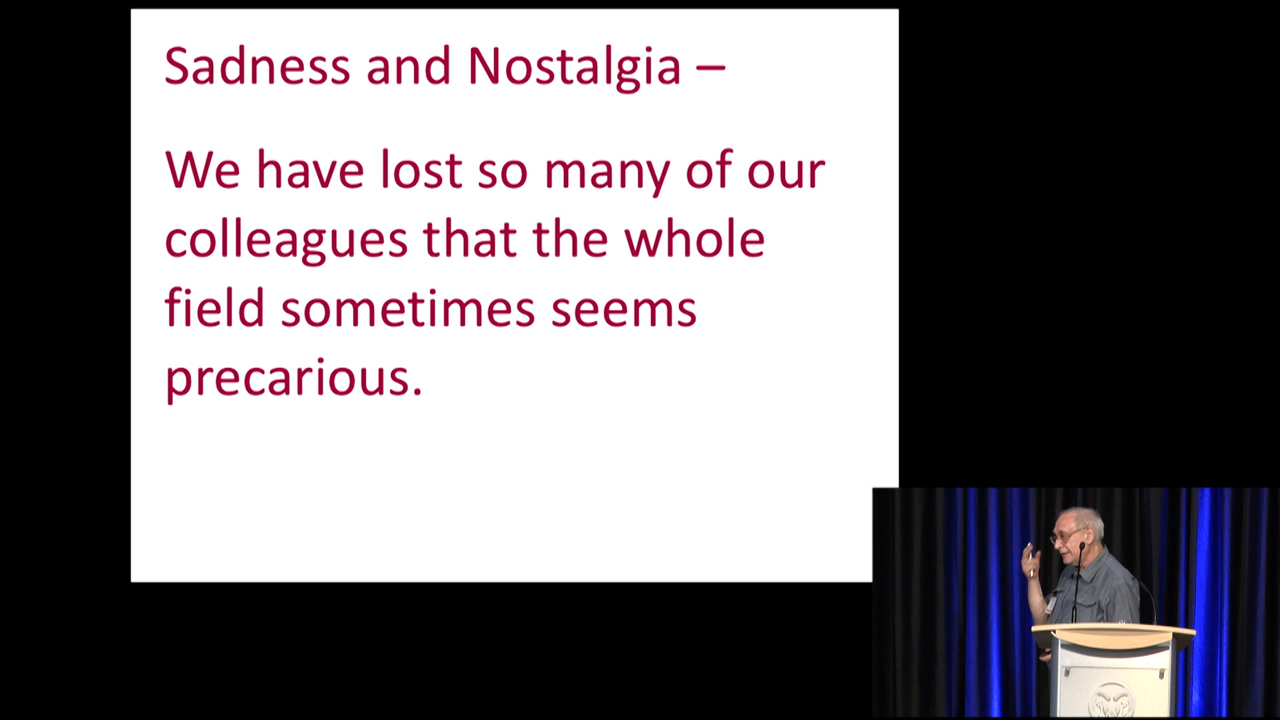 Sadness and Nostalgia –
We have lost so many of our
colleagues that the whole
field sometimes seems
precarious.